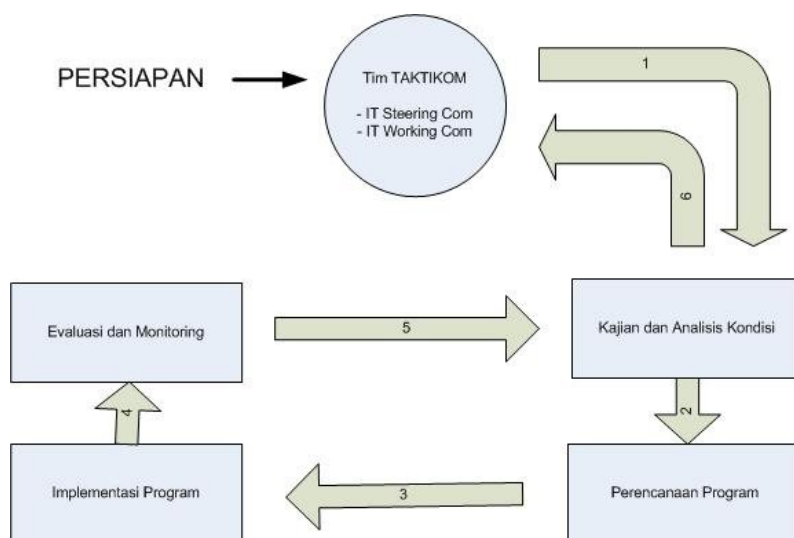 PERSIAPAN
Tim TAKTIKOM
- IT Steering Com
- IT Working Com
1
6
Evaluasi dan Monitoring
5
Kajian dan Analisis Kondisi
4
2
Implementasi Program
3
Perencanaan Program